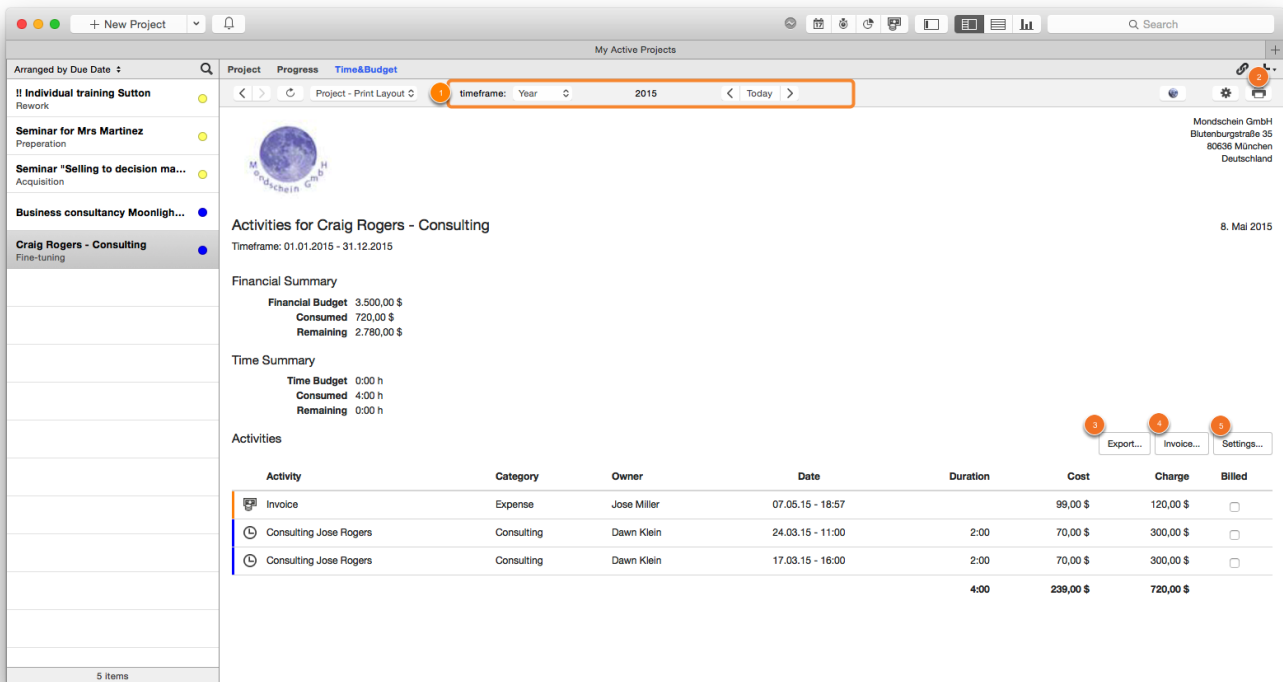 + New Project
Search
My Active Projects
Arranged by Due Date
Project Progress Time&Budget
2
!! Individual training Sutton
Rework
Project - Print Layout
1 timeframe: Year 2015 Today
Seminar for Mrs Martinez
Preperation
Seminar "Selling to decision ma...
Acquisition
Business consultancy Moonligh...
Craig Rogers - Consulting
Fine-tuning
5 items
Mondschein GmbH
Mondschein GmbH
Blutenburgstraße 35
80636 München
Deutschland
Activities for Craig Rogers - Consulting
8. Mai 2015
Timeframe: 01.01.2015 - 31.12.2015
Financial Summary
Financial Budget 3.500,00 $
Consumed 720,00 $
Remaining 2.780,00 $
Time Summary
Time Budget 0:00 h
Consumed 4:00 h
Remaining 0:00 h
Activities
3 4 5
Export... Invoice... Settings...
Activity Category Owner Date Duration Cost Charge Billed
Invoice Expense Jose Miller 07.05.15 - 18:57 99,00 $ 120,00 $
Consulting Jose Rogers Consulting Dawn Klein 24.03.15 - 11:00 2:00 70,00 $ 300,00 $
Consulting Jose Rogers Consulting Dawn Klein 17.03.15 - 16:00 2:00 70,00 $ 300,00 $
4:00 239,00 $ 720,00 $